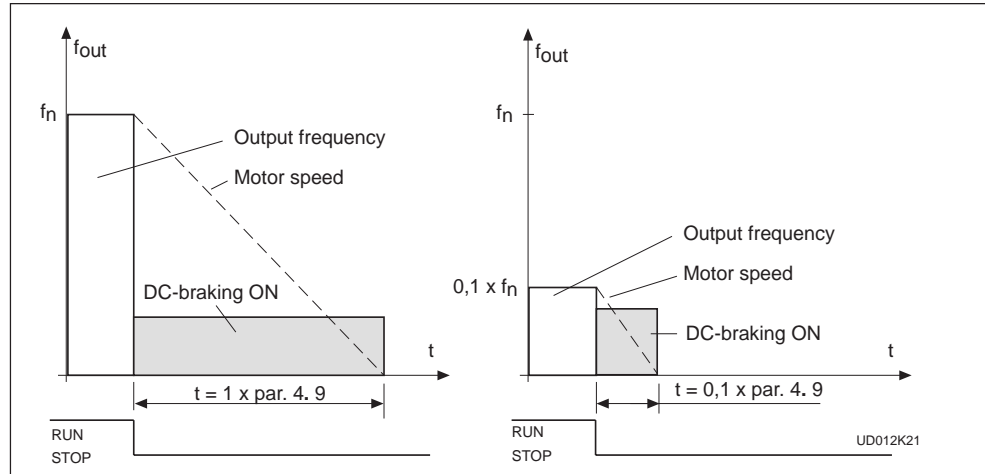 fout
fn
Output frequency
Motor speed
DC-braking ON
t
t = 1 x par. 4. 9
RUN
STOP
fout
fn
Output frequency
Motor speed
0,1 x fn
DC-braking ON
t
t = 0,1 x par. 4. 9
RUN
STOP
UD012K21